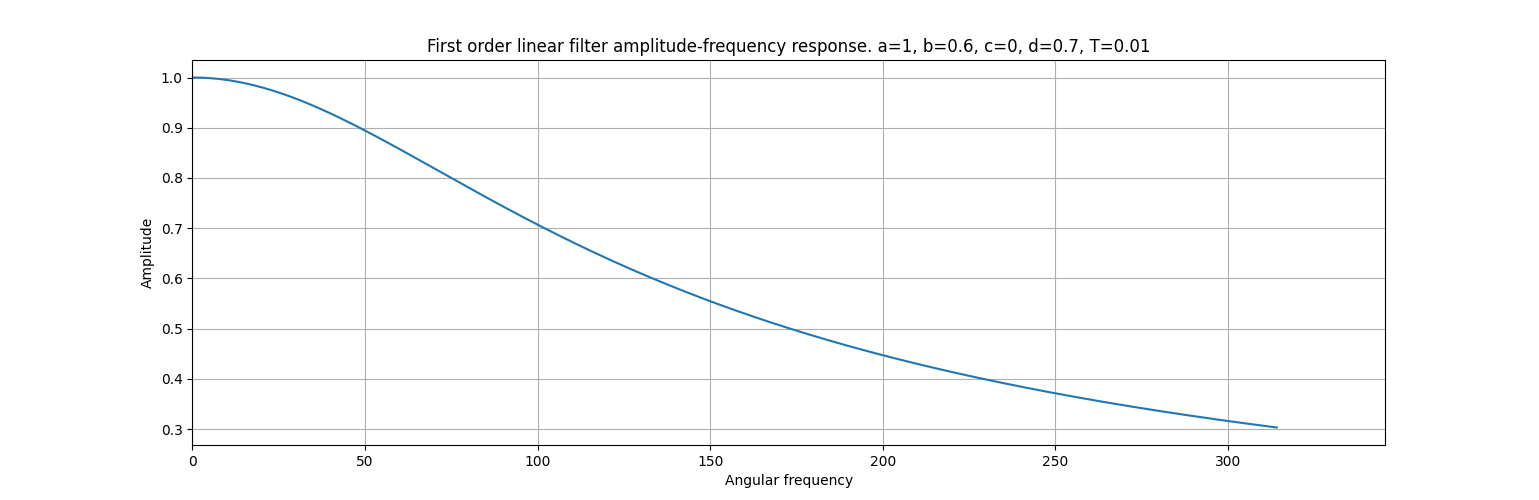 First order linear filter amplitude-frequency response. a=1, b=0.6, c=0, d=0.7, T=0.01
1.0
0.9
0.8
0.7
0.6
0.5
0.4
0.3
Amplitude
0 50 100 150 200 250 300
Angular frequency